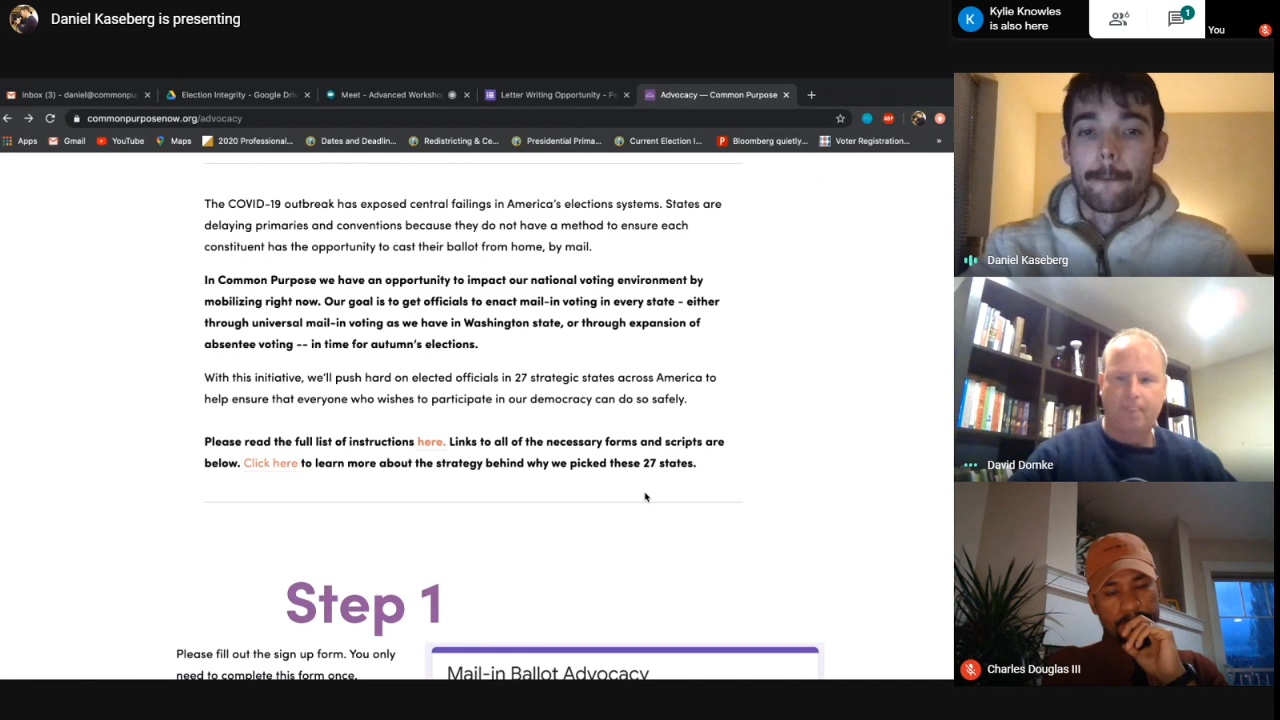 Daniel Kaseberg is presenting
Kylie Knowles
is also here
K
6
1
You
Inbox (3) - daniel@commonpu
Election Integrity - Google Dri
Meet - Advanced Worksho
Letter Writing Opportunity - P
Advocacy — Common Purpose
commonpurposenow.org/advocacy
ABP
Apps
Gmail
YouTube
Maps
2020 Professional...
Dates and Deadlin...
Redistricting & Ce...
Presidential Prima...
Current Election I...
Bloomberg quietly...
Voter Registration...
The COVID-19 outbreak has exposed central failings in America's elections systems. States are
delaying primaries and conventions because they do not have a method to ensure each
constituent has the opportunity to cast their ballot from home, by mail.
In Common Purpose we have an opportunity to impact our national voting environment by
mobilizing right now. Our goal is to get officials to enact mail-in voting in every state - either
through universal mail-in voting as we have in Washington state, or through expansion of
absentee voting -- in time for autumn's elections.
With this initiative, we'll push hard on elected officials in 27 strategic states across America to
help ensure that everyone who wishes to participate in our democracy can do so safely.
Please read the full list of instructions here. Links to all of the necessary forms and scripts are
below. Click here to learn more about the strategy behind why we picked these 27 states.
Step 1
Please fill out the sign up form. You only
need to complete this form once.
Mail-in Ballot Advocacy
Daniel Kaseberg
David Domke
Charles Douglas III